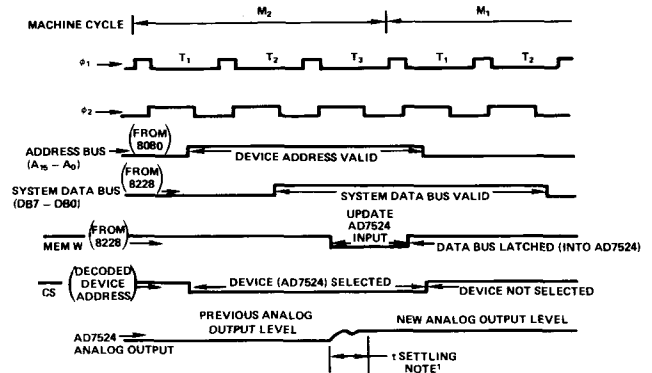 MACHINE CYCLE M₂ M₁
ϕ₁ T₁ T₂ T₃ T₁ T₂
ϕ₂
ADDRESS BUS (FROM 8080)
(A₁₅ – A₀) DEVICE ADDRESS VALID
SYSTEM DATA BUS (FROM 8228)
(DB7 – DB0) SYSTEM DATA BUS VALID
UPDATE
AD7524
INPUT
MEM W (FROM 8228) DATA BUS LATCHED (INTO AD7524)
CS (DECODED DEVICE ADDRESS) DEVICE (AD7524) SELECTED DEVICE NOT SELECTED
PREVIOUS ANALOG
OUTPUT LEVEL
NEW ANALOG OUTPUT LEVEL
AD7524
ANALOG OUTPUT
t SETTLING
NOTE¹